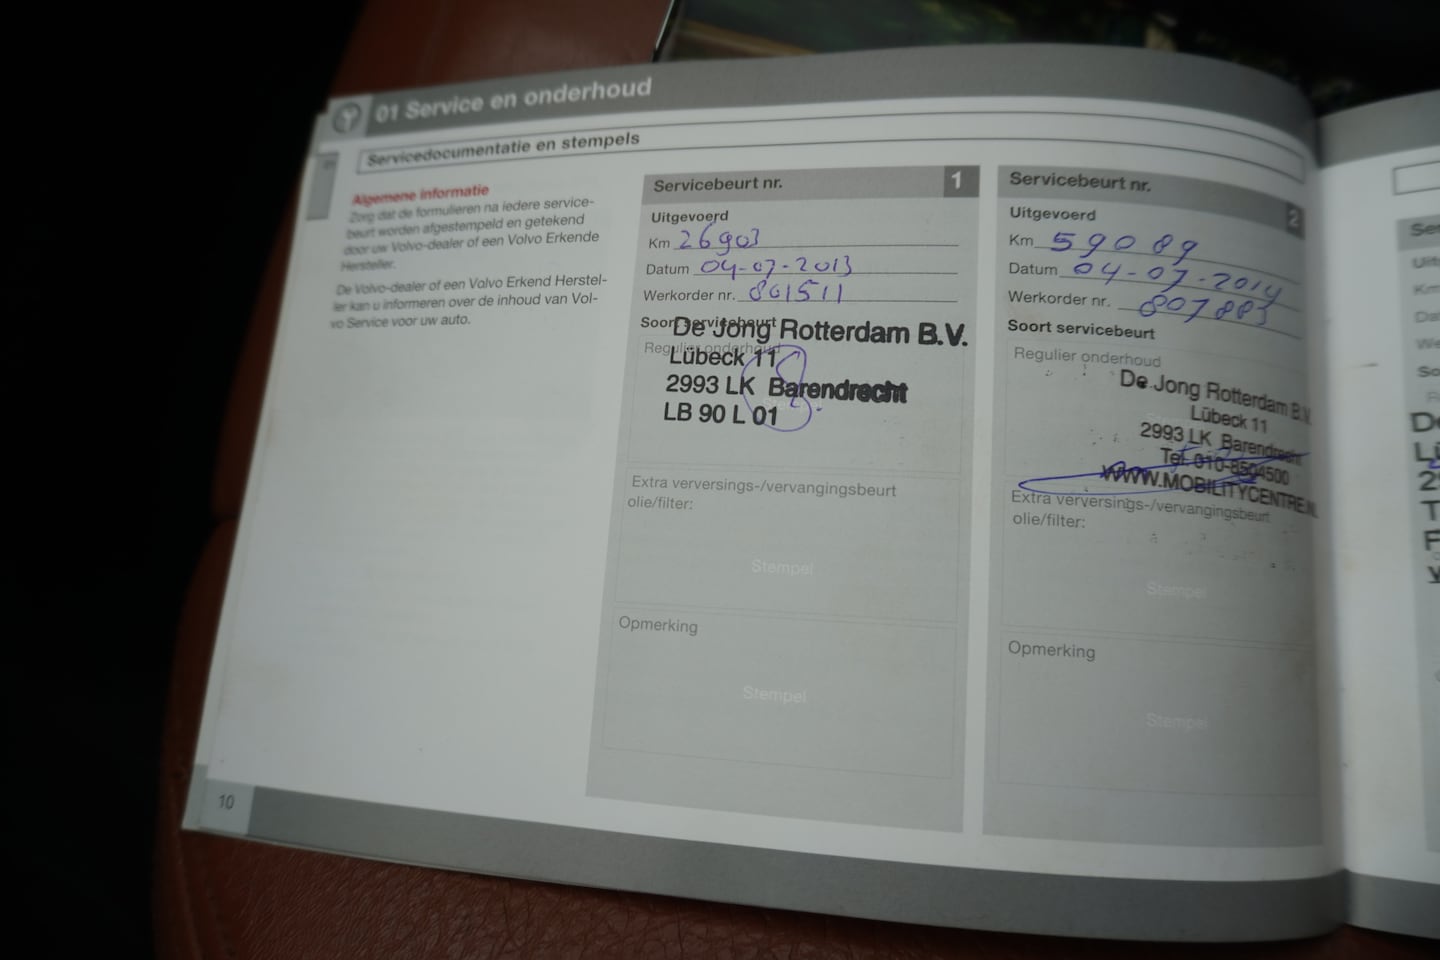 01 Service en onderhoud
Servicedocumentatie en stempels
Algemene informatie
Zorg dat de formulieren na iedere service-
beurt worden afgestempeld en getekend
door uw Volvo-dealer of een Volvo Erkende
Hersteller.
De Volvo-dealer of een Volvo Erkend Herstel-
ler kan u informeren over de inhoud van Vol-
vo Service voor uw auto.
10
Servicebeurt nr. 1
Uitgevoerd
Km 26903
Datum 04-07-2013
Werkorder nr. 801511
Soort servicebeurt
Regulier onderhoud
De Jong Rotterdam B.V.
Lübeck 11
2993 LK Barendrecht
LB 90 L 01
Extra verversings-/vervangingsbeurt
olie/filter:
Stempel
Opmerking
Stempel
Servicebeurt nr. 2
Uitgevoerd
Km 59089
Datum 04-07-2014
Werkorder nr. 807883
Soort servicebeurt
Regulier onderhoud
De Jong Rotterdam B.V.
Lübeck 11
2993 LK Barendrecht
Tel. 010-8504500
WWW.MOBILITYCENTRE.NL
Extra verversings-/vervangingsbeurt
olie/filter:
Stempel
Opmerking
Stempel